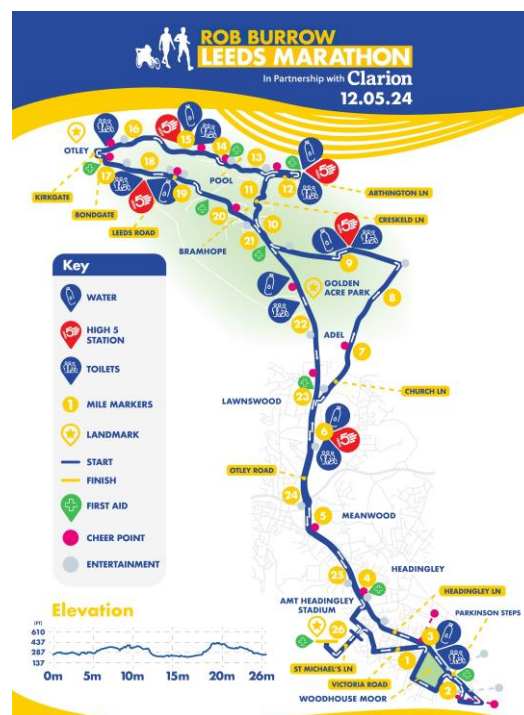 ROB BURROW
LEEDS MARATHON
In Partnership with Clarion
12.05.24
16
15
14
13
OTLEY
18
POOL
12
17
11
ARTHINGTON LN
KIRKGATE
19
BONDGATE
20
10
CRESKELD LN
LEEDS ROAD
21
BRAMHOPE
9
Key
WATER
HIGH 5
STATION
TOILETS
1
MILE MARKERS
LANDMARK
START
FINISH
FIRST AID
CHEER POINT
ENTERTAINMENT
GOLDEN
ACRE PARK
8
22
ADEL
7
CHURCH LN
LAWNSWOOD
23
6
OTLEY ROAD
24
MEANWOOD
5
HEADINGLEY
25
4
HEADINGLEY LN
AMT HEADINGLEY
STADIUM
PARKINSON STEPS
26
3
1
ST MICHAEL'S LN
VICTORIA ROAD
2
WOODHOUSE MOOR
Elevation
(FT)
610
437
287
137
0m 5m 10m 15m 20m 26m